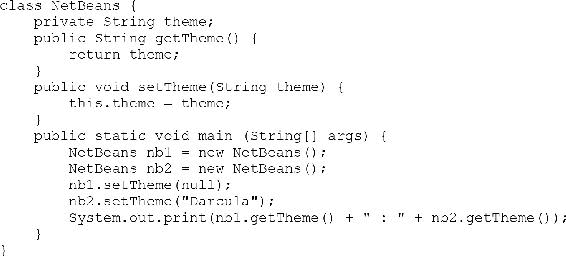 class NetBeans {
    private String theme;
    public String getTheme() {
        return theme;
    }
    public void setTheme(String theme) {
        this.theme = theme;
    }
    public static void main (String[] args) {
        NetBeans nb1 = new NetBeans();
        NetBeans nb2 = new NetBeans();
        nb1.setTheme(null);
        nb2.setTheme("Darcula");
        System.out.print(nb1.getTheme() + " : " + nb2.getTheme());
    }
}